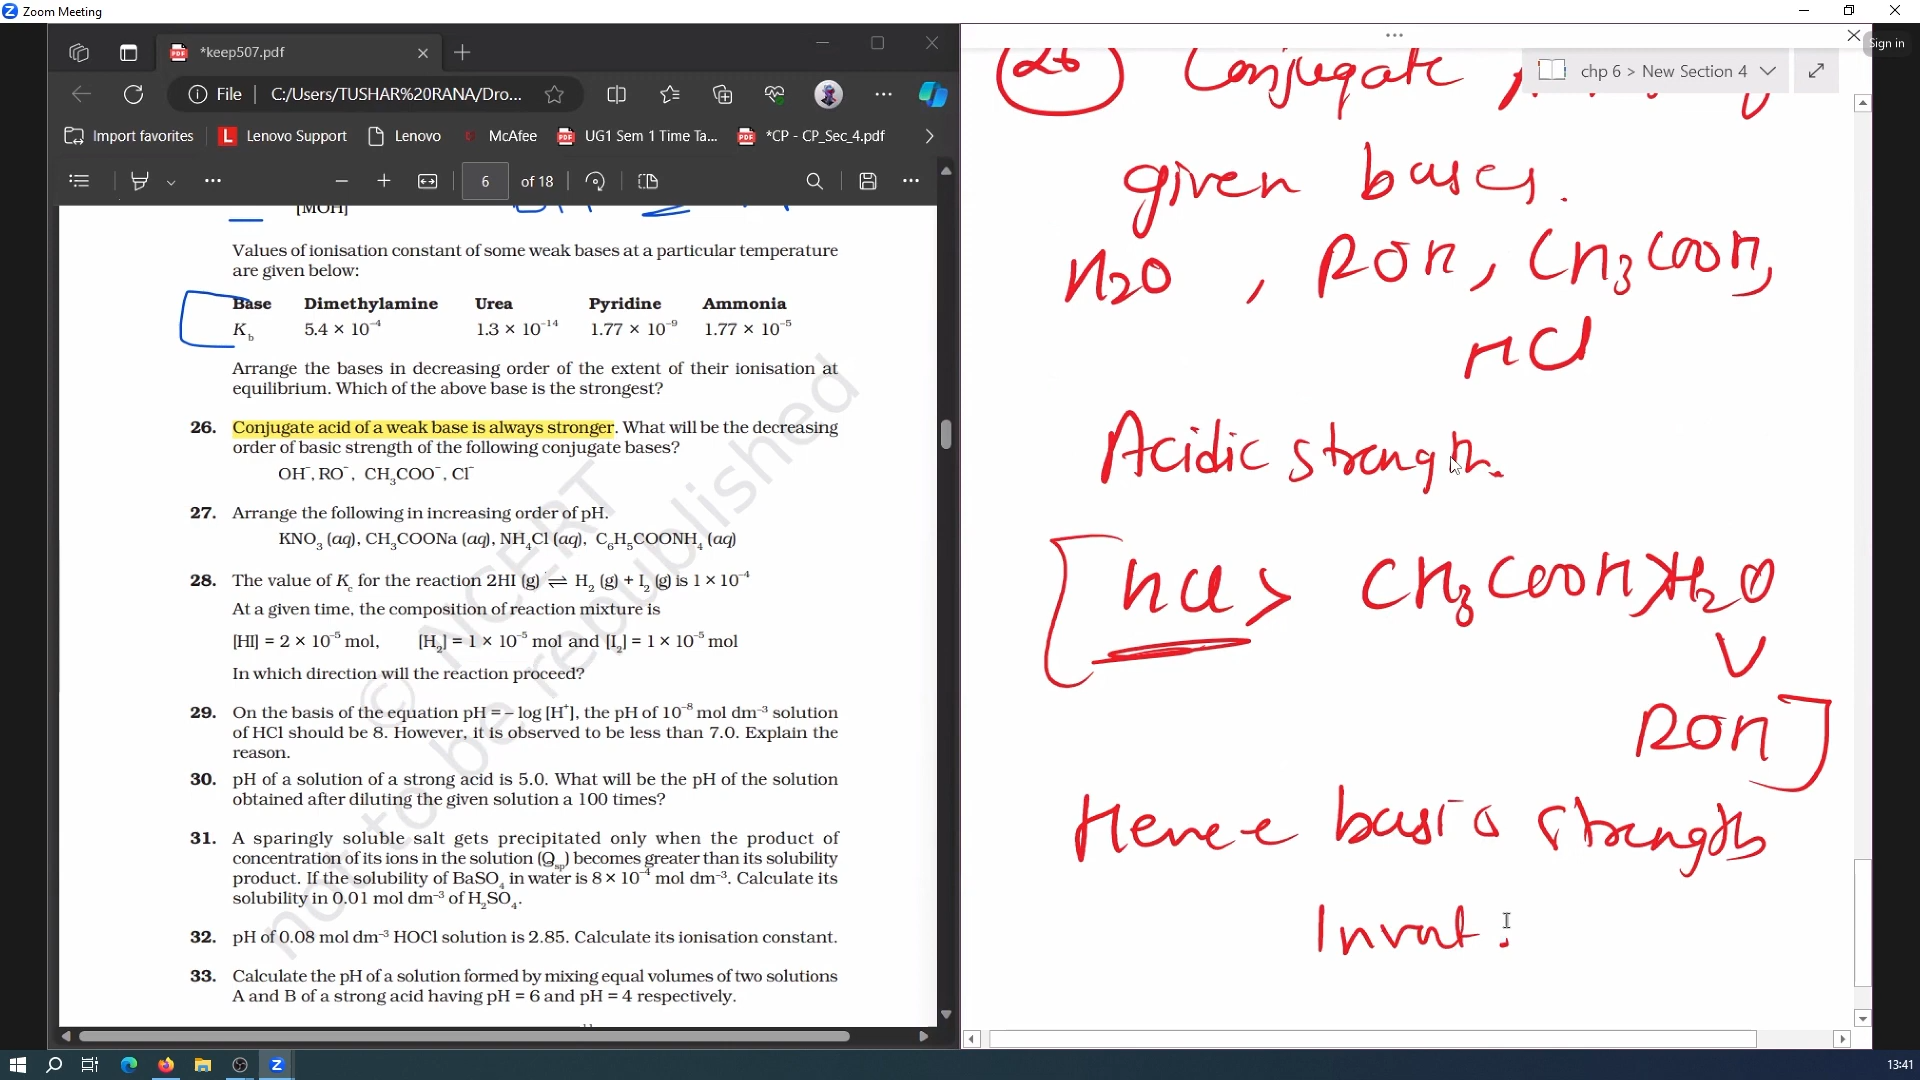 Zoom Meeting
Sign in
*keep507.pdf
File
C:/Users/TUSHAR%20RANA/Dro...
Import favorites
Lenovo Support
Lenovo
McAfee
UG1 Sem 1 Time Ta...
*CP - CP_Sec_4.pdf
6 of 18
[MOH]
Values of ionisation constant of some weak bases at a particular temperature
are given below:
Base Dimethylamine Urea Pyridine Ammonia
K_b 5.4 × 10⁻⁴ 1.3 × 10⁻¹⁴ 1.77 × 10⁻⁹ 1.77 × 10⁻⁵
Arrange the bases in decreasing order of the extent of their ionisation at
equilibrium. Which of the above base is the strongest?
26. Conjugate acid of a weak base is always stronger. What will be the decreasing
order of basic strength of the following conjugate bases?
OH⁻, RO⁻, CH₃COO⁻, Cl⁻
27. Arrange the following in increasing order of pH.
KNO₃ (aq), CH₃COONa (aq), NH₄Cl (aq), C₆H₅COONH₄ (aq)
28. The value of K_c for the reaction 2HI (g) ⇌ H₂ (g) + I₂ (g) is 1 × 10⁻⁴
At a given time, the composition of reaction mixture is
[HI] = 2 × 10⁻⁵ mol, [H₂] = 1 × 10⁻⁵ mol and [I₂] = 1 × 10⁻⁵ mol
In which direction will the reaction proceed?
29. On the basis of the equation pH = – log [H⁺], the pH of 10⁻⁸ mol dm⁻³ solution
of HCl should be 8. However, it is observed to be less than 7.0. Explain the
reason.
30. pH of a solution of a strong acid is 5.0. What will be the pH of the solution
obtained after diluting the given solution a 100 times?
31. A sparingly soluble salt gets precipitated only when the product of
concentration of its ions in the solution (Q_sp) becomes greater than its solubility
product. If the solubility of BaSO₄ in water is 8 × 10⁻⁴ mol dm⁻³. Calculate its
solubility in 0.01 mol dm⁻³ of H₂SO₄.
32. pH of 0.08 mol dm⁻³ HOCl solution is 2.85. Calculate its ionisation constant.
33. Calculate the pH of a solution formed by mixing equal volumes of two solutions
A and B of a strong acid having pH = 6 and pH = 4 respectively.
© NCERT
not to be republished
chp 6 > New Section 4
26 Conjugate
given bases.
H2O, ROH, CH3COOH,
HCl
Acidic strength.
HCl > CH3COOH > H2O
>
ROH
Hence basic strength
13:41